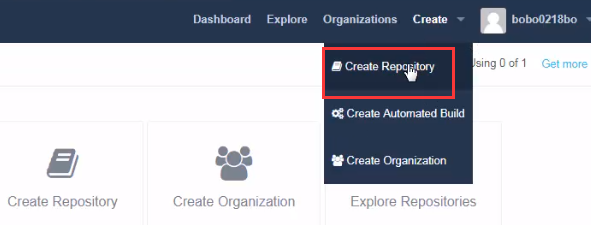 Dashboard Explore Organizations Create bobo0218bo
Create Repository
Using 0 of 1 Get more
Create Automated Build
Create Organization
Create Repository Create Organization Explore Repositories